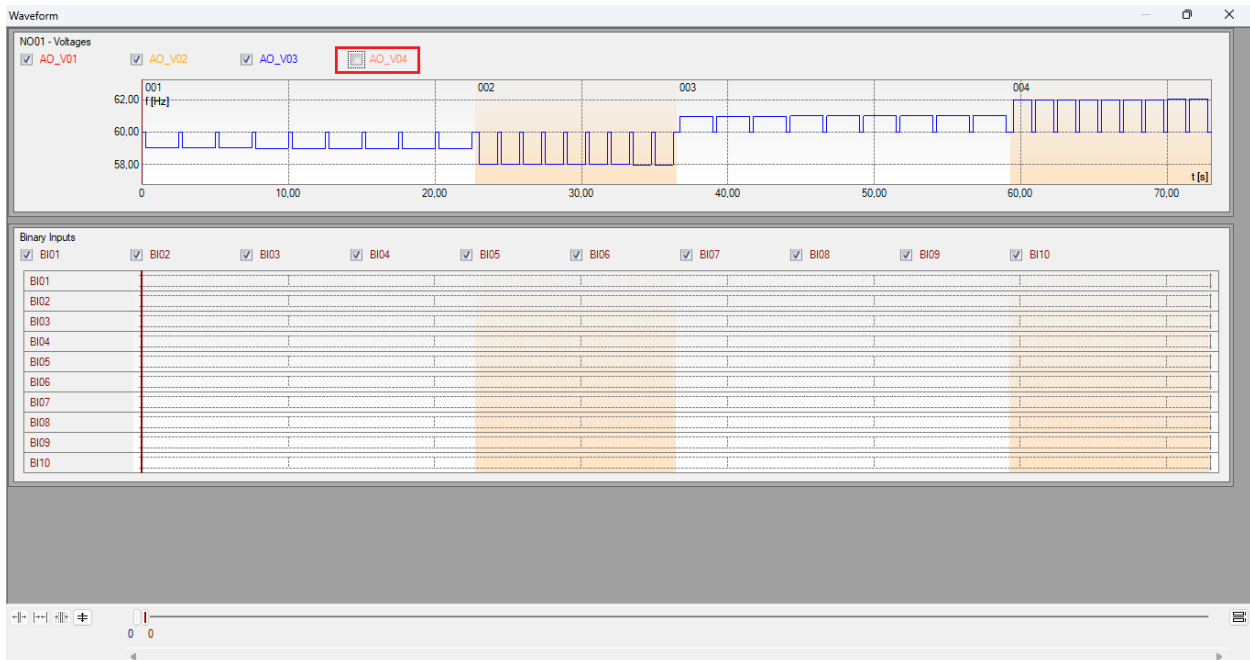 Waveform
NO01 - Voltages
AO_V01 AO_V02 AO_V03 AO_V04
001 002 003 004
f [Hz]
62,00
60,00
58,00
t [s]
0 10,00 20,00 30,00 40,00 50,00 60,00 70,00
Binary Inputs
BI01 BI02 BI03 BI04 BI05 BI06 BI07 BI08 BI09 BI10
BI01
BI02
BI03
BI04
BI05
BI06
BI07
BI08
BI09
BI10
0 0